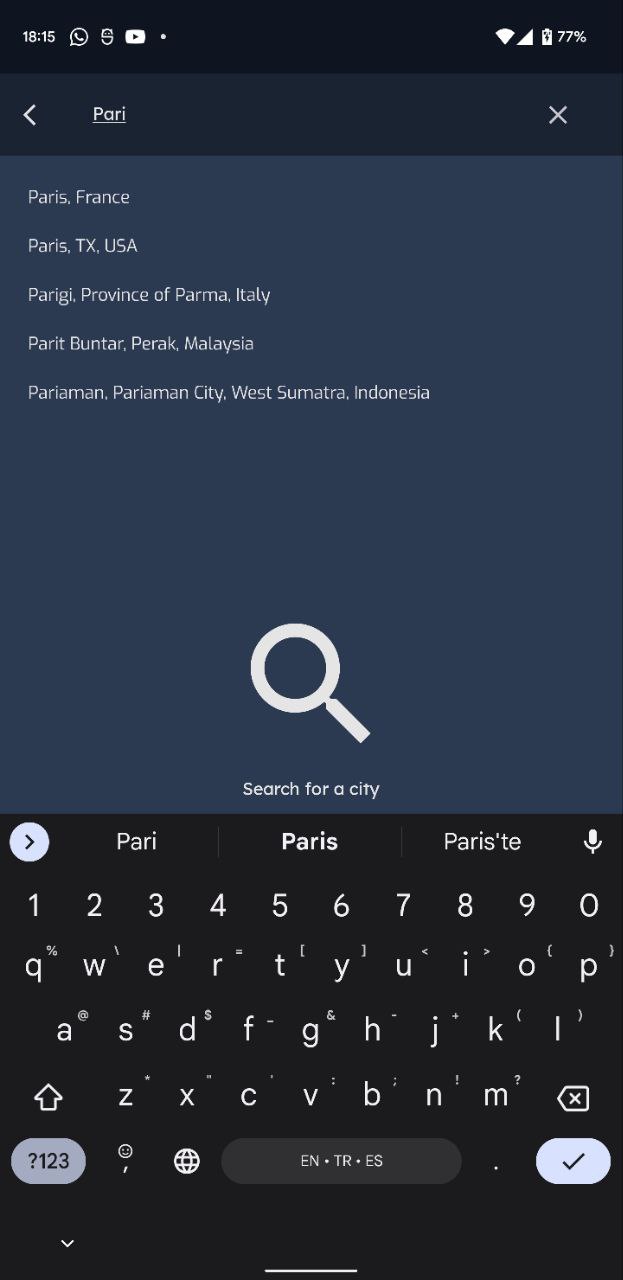 18:15 77%
Pari
Paris, France
Paris, TX, USA
Parigi, Province of Parma, Italy
Parit Buntar, Perak, Malaysia
Pariaman, Pariaman City, West Sumatra, Indonesia
Search for a city
Pari Paris Paris'te
1 2 3 4 5 6 7 8 9 0
q % w \ e | r = t [ y ] u < i > o { p }
a @ s # d $ f _ g & h - j + k ( l )
z * x " c ' v : b ; n ! m ?
?123 , EN • TR • ES .